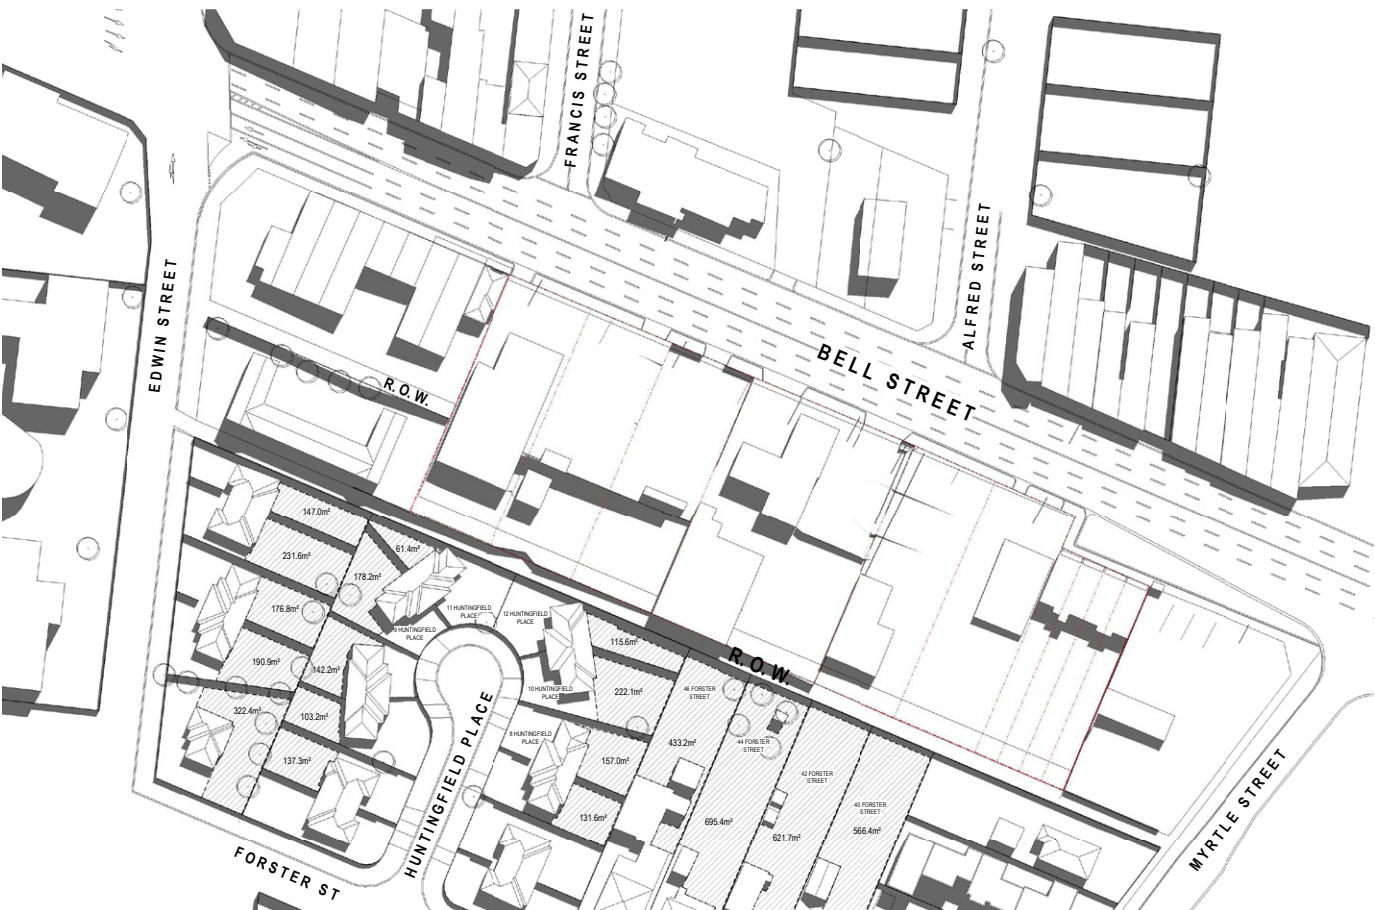 FRANCIS STREET
EDWIN STREET
ALFRED STREET
BELL STREET
R.O.W.
147.0m²
61.4m²
231.6m²
178.2m²
176.8m²
11 HUNTINGFIELD
PLACE
12 HUNTINGFIELD
PLACE
9 HUNTINGFIELD
PLACE
115.6m²
190.9m²
142.2m²
R.O.W.
10 HUNTINGFIELD
PLACE
222.1m²
46 FORSTER
STREET
322.4m²
103.2m²
8 HUNTINGFIELD
PLACE
433.2m²
44 FORSTER
STREET
137.3m²
157.0m²
42 FORSTER
STREET
HUNTINGFIELD PLACE
131.6m²
695.4m²
621.7m²
40 FORSTER
STREET
566.4m²
MYRTLE STREET
FORSTER ST